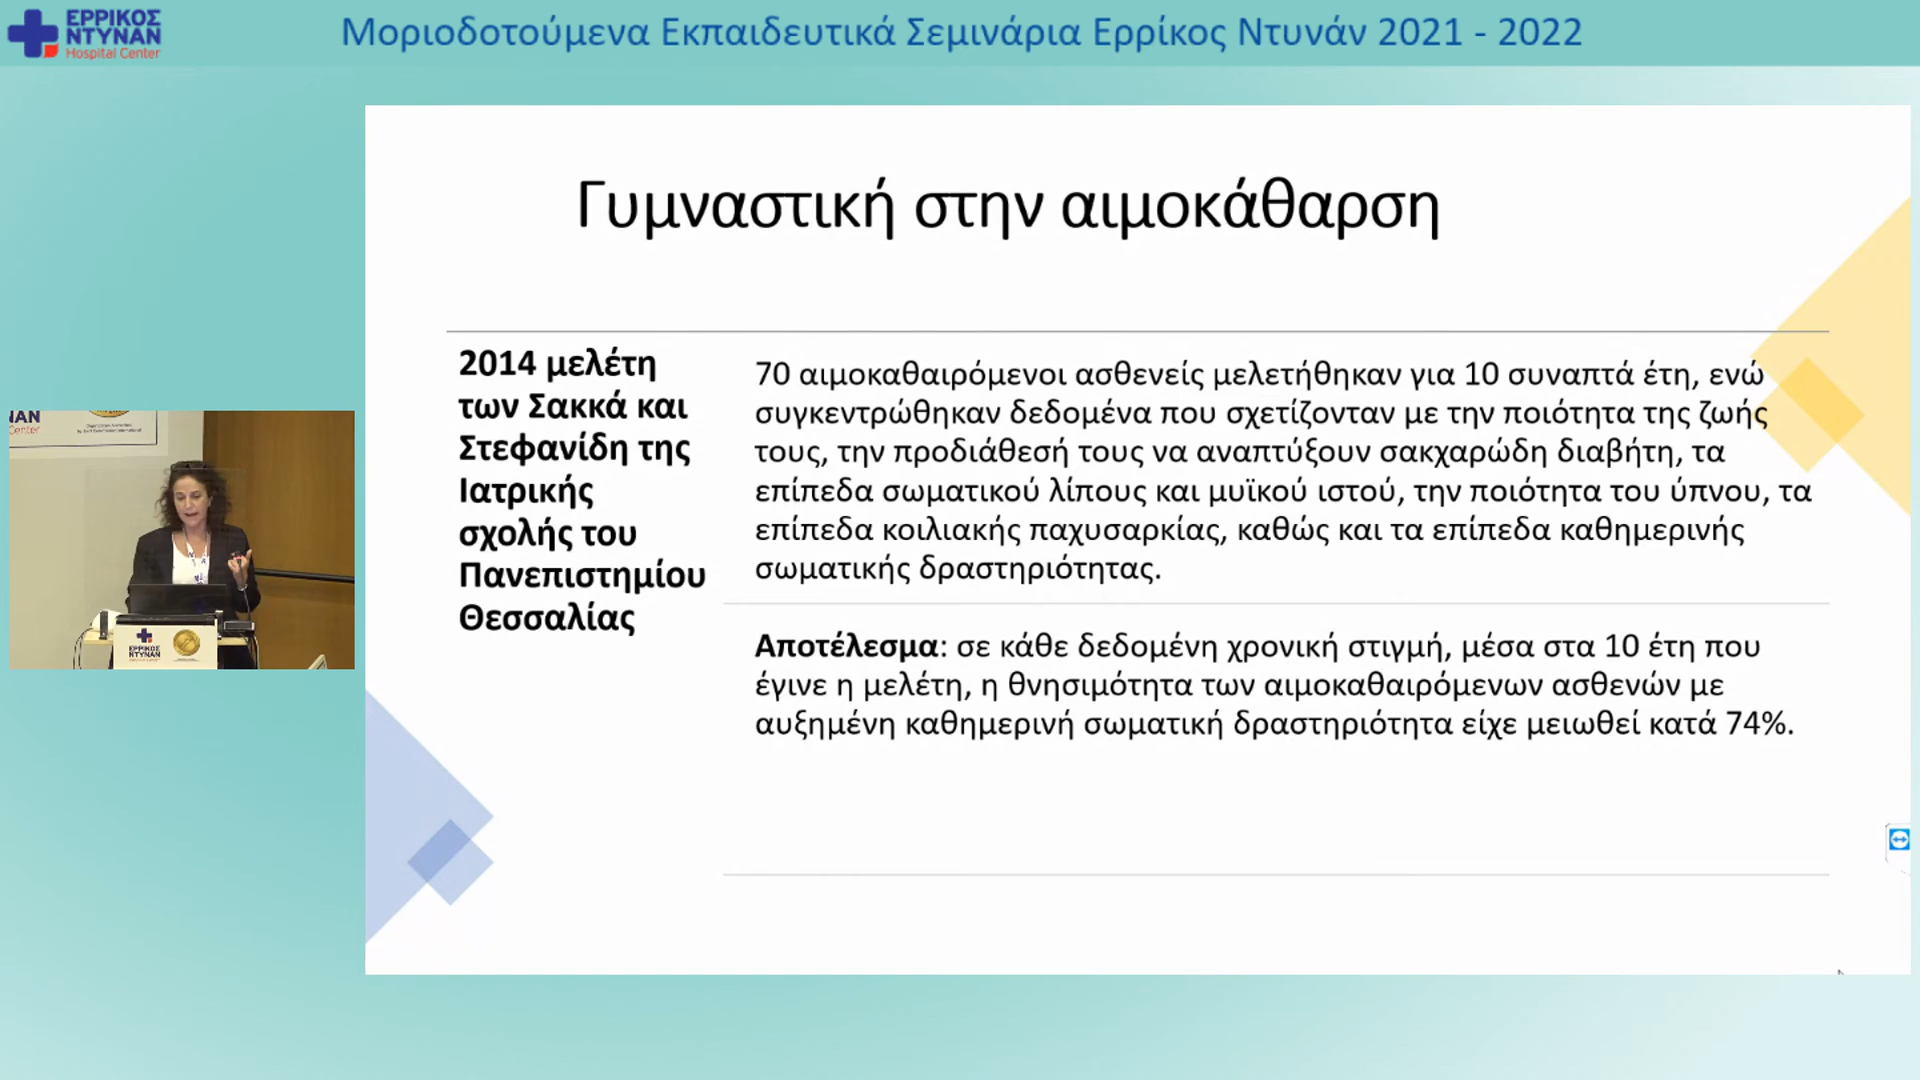 ΕΡΡΙΚΟΣ
ΝΤΥΝΑΝ
Hospital Center
Μοριοδοτούμενα Εκπαιδευτικά Σεμινάρια Ερρίκος Ντυνάν 2021 - 2022
Γυμναστική στην αιμοκάθαρση
2014 μελέτη
των Σακκά και
Στεφανίδη της
Ιατρικής
σχολής του
Πανεπιστημίου
Θεσσαλίας
70 αιμοκαθαιρόμενοι ασθενείς μελετήθηκαν για 10 συναπτά έτη, ενώ
συγκεντρώθηκαν δεδομένα που σχετίζονταν με την ποιότητα της ζωής
τους, την προδιάθεσή τους να αναπτύξουν σακχαρώδη διαβήτη, τα
επίπεδα σωματικού λίπους και μυϊκού ιστού, την ποιότητα του ύπνου, τα
επίπεδα κοιλιακής παχυσαρκίας, καθώς και τα επίπεδα καθημερινής
σωματικής δραστηριότητας.
Αποτέλεσμα: σε κάθε δεδομένη χρονική στιγμή, μέσα στα 10 έτη που
έγινε η μελέτη, η θνησιμότητα των αιμοκαθαιρόμενων ασθενών με
αυξημένη καθημερινή σωματική δραστηριότητα είχε μειωθεί κατά 74%.
ΝΑΝ
Center
ΕΡΡΙΚΟΣ
ΝΤΥΝΑΝ